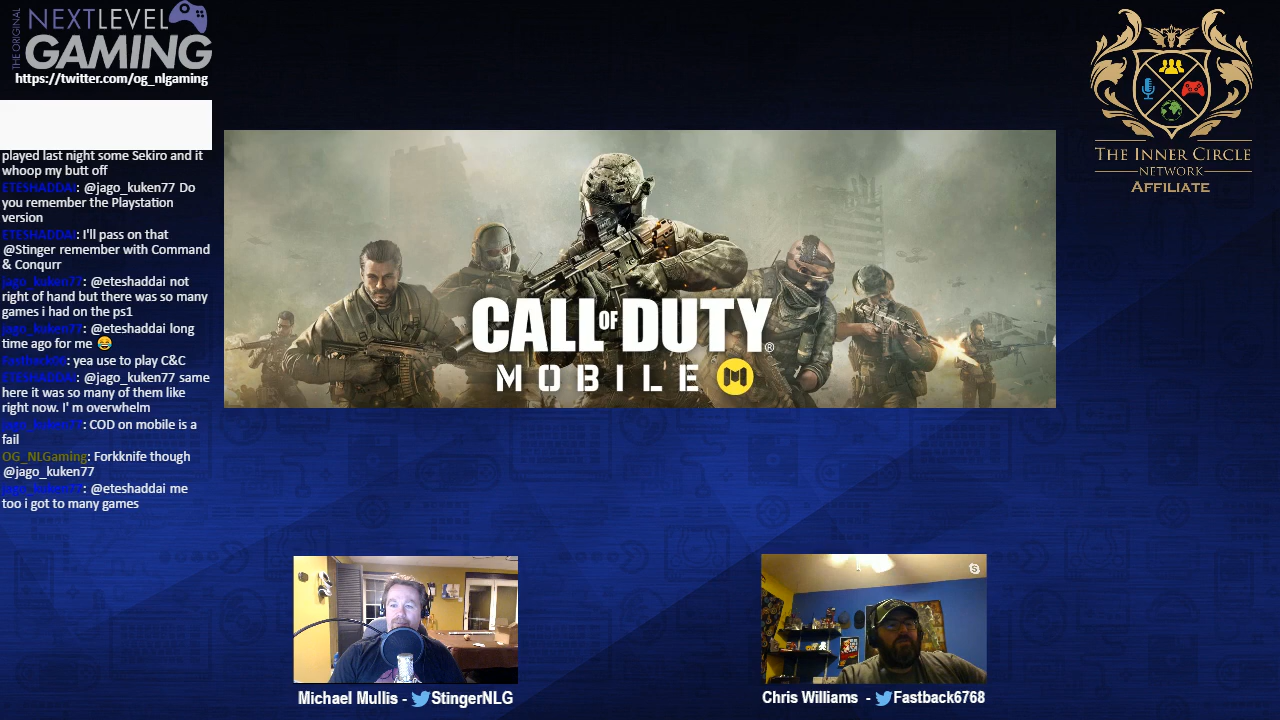 THE ORIGINAL
NEXTLEVEL
GAMING
https://twitter.com/og_nlgaming
played last night some Sekiro and it
whoop my butt off
ETESHADDAI: @jago_kuken77 Do
you remember the Playstation
version
ETESHADDAI: I'll pass on that
@Stinger remember with Command
& Conqurr
jago_kuken77: @eteshaddai not
right of hand but there was so many
games i had on the ps1
jago_kuken77: @eteshaddai long
time ago for me 😂
Fastback68: yea use to play C&C
ETESHADDAI: @jago_kuken77 same
here it was so many of them like
right now. I' m overwhelm
jago_kuken77: COD on mobile is a
fail
OG_NLGaming: Forkknife though
@jago_kuken77
jago_kuken77: @eteshaddai me
too i got to many games
CALL OF DUTY®
MOBILE
THE INNER CIRCLE
NETWORK
AFFILIATE
Michael Mullis - StingerNLG
Chris Williams - Fastback6768